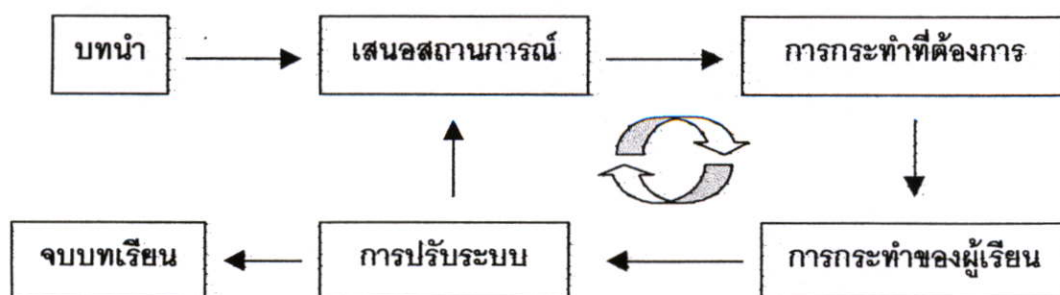 บทนำ
เสนอสถานการณ์
การกระทำที่ต้องการ
จบบทเรียน
การปรับระบบ
การกระทำของผู้เรียน